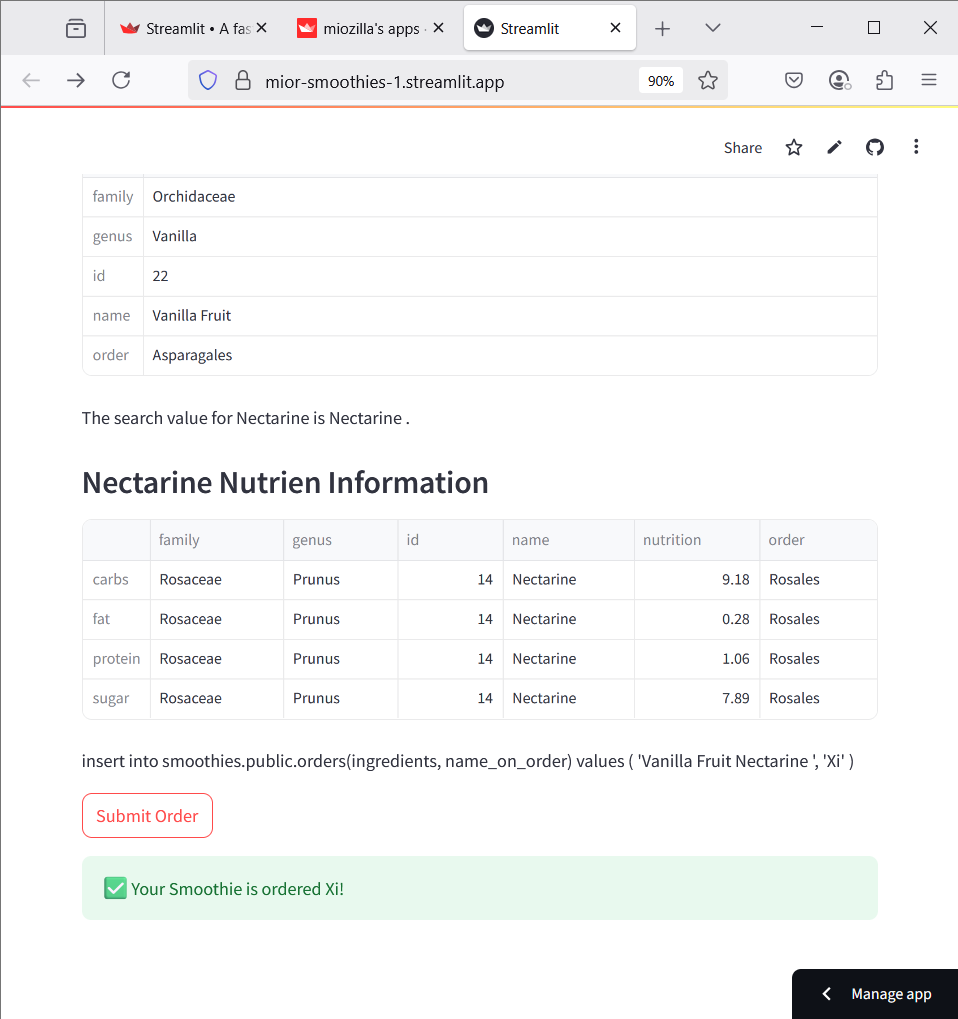 Streamlit • A fas
miozilla's apps ·
Streamlit
mior-smoothies-1.streamlit.app
90%
Share
family Orchidaceae
genus Vanilla
id 22
name Vanilla Fruit
order Asparagales
The search value for Nectarine is Nectarine .
Nectarine Nutrien Information
family genus id name nutrition order
carbs Rosaceae Prunus 14 Nectarine 9.18 Rosales
fat Rosaceae Prunus 14 Nectarine 0.28 Rosales
protein Rosaceae Prunus 14 Nectarine 1.06 Rosales
sugar Rosaceae Prunus 14 Nectarine 7.89 Rosales
insert into smoothies.public.orders(ingredients, name_on_order) values ( 'Vanilla Fruit Nectarine ', 'Xi' )
Submit Order
✅ Your Smoothie is ordered Xi!
Manage app